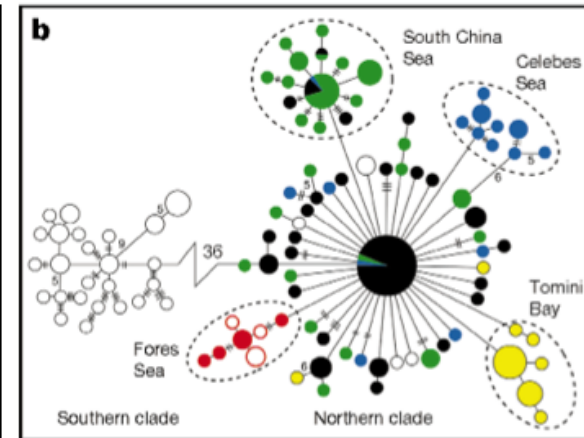 b
South China
Sea
Celebes
Sea
5
6
5
5
9
36
5
Tomini
Bay
Fores
Sea
6
Southern clade
Northern clade